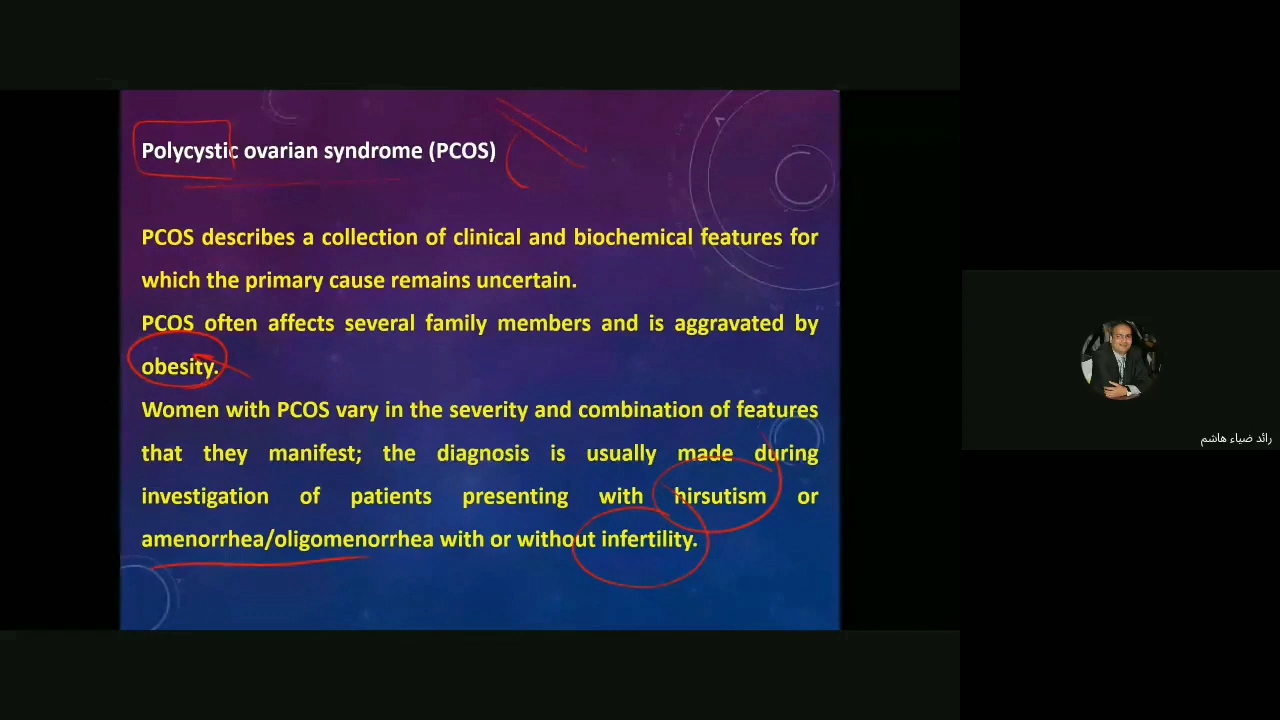 Polycystic ovarian syndrome (PCOS)
PCOS describes a collection of clinical and biochemical features for
which the primary cause remains uncertain.
PCOS often affects several family members and is aggravated by
obesity.
Women with PCOS vary in the severity and combination of features
that they manifest; the diagnosis is usually made during
investigation of patients presenting with hirsutism or
amenorrhea/oligomenorrhea with or without infertility.
رائد ضياء هاشم